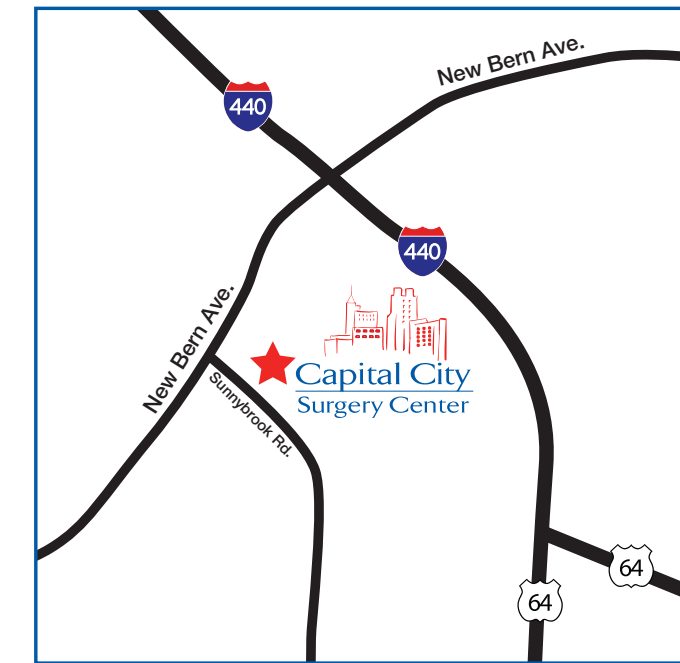 New Bern Ave.
440
440
New Bern Ave.
Capital City
Surgery Center
Sunnybrook Rd.
64
64